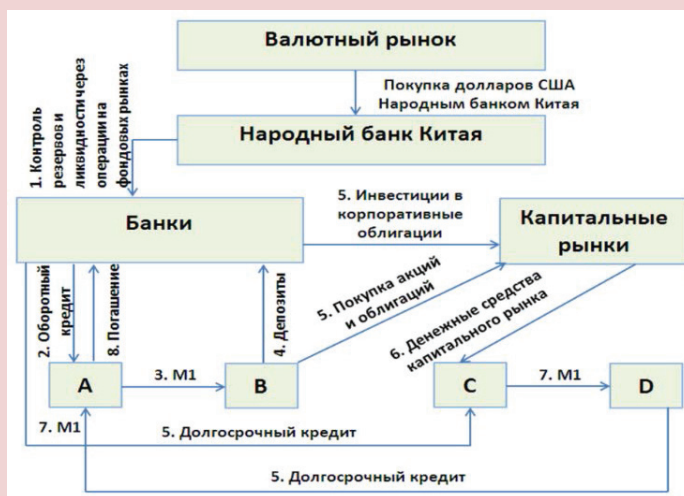 Валютный рынок
Покупка долларов США
Народным банком Китая
Народный банк Китая
1. Контроль
резервов и
ликвидности через
операции на
фондовых рынках
Банки
5. Инвестиции в
корпоративные
облигации
Капитальные
рынки
2. Оборотный
кредит
8. Погашение
4. Депозиты
5. Покупка акций
и облигаций
6. Денежные средства
капитального рынка
A
3. M1
B
C
7. M1
D
7. M1
5. Долгосрочный кредит
5. Долгосрочный кредит